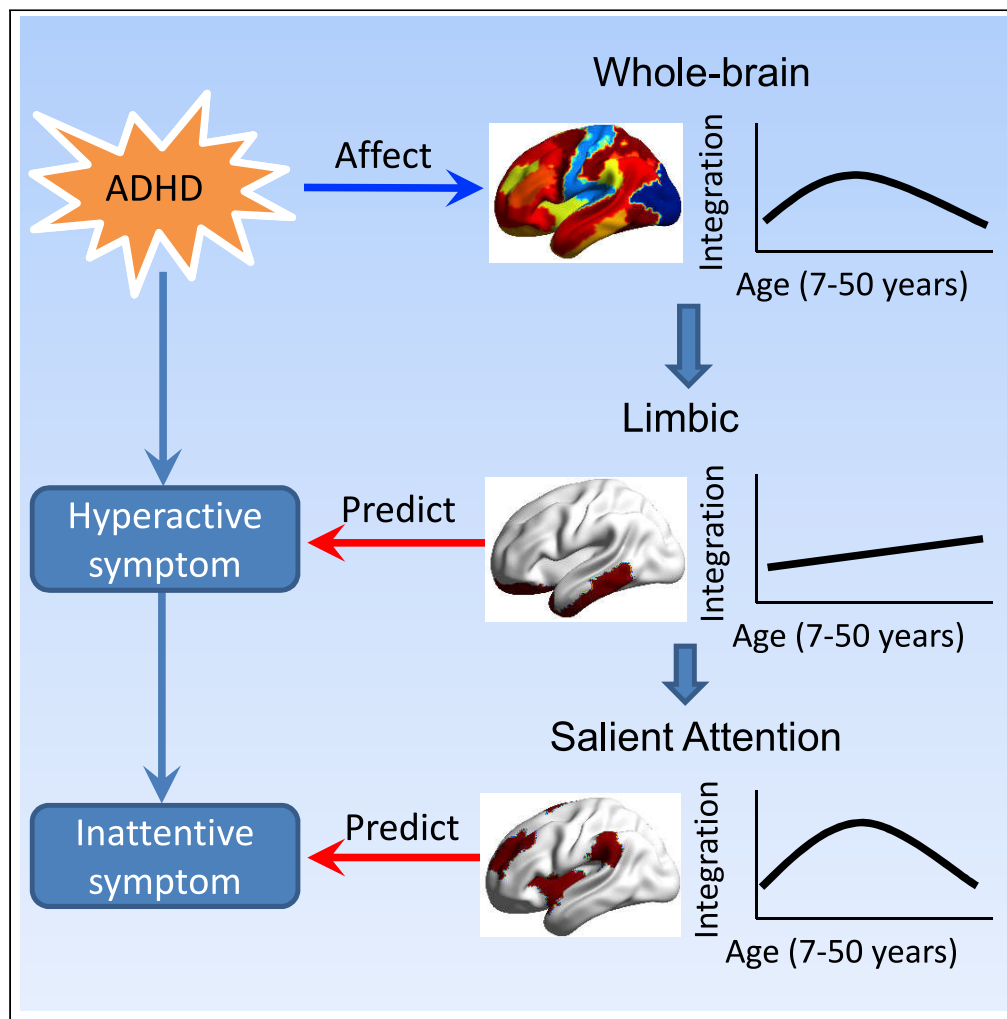 Whole-brain
ADHD
Affect
Integration
Age (7-50 years)
Limbic
Hyperactive
symptom
Predict
Integration
Age (7-50 years)
Salient Attention
Inattentive
symptom
Predict
Integration
Age (7-50 years)